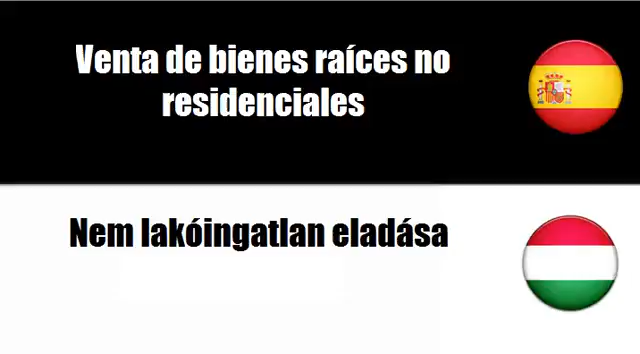 Venta de bienes raíces no
residenciales
Nem lakóingatlan eladása